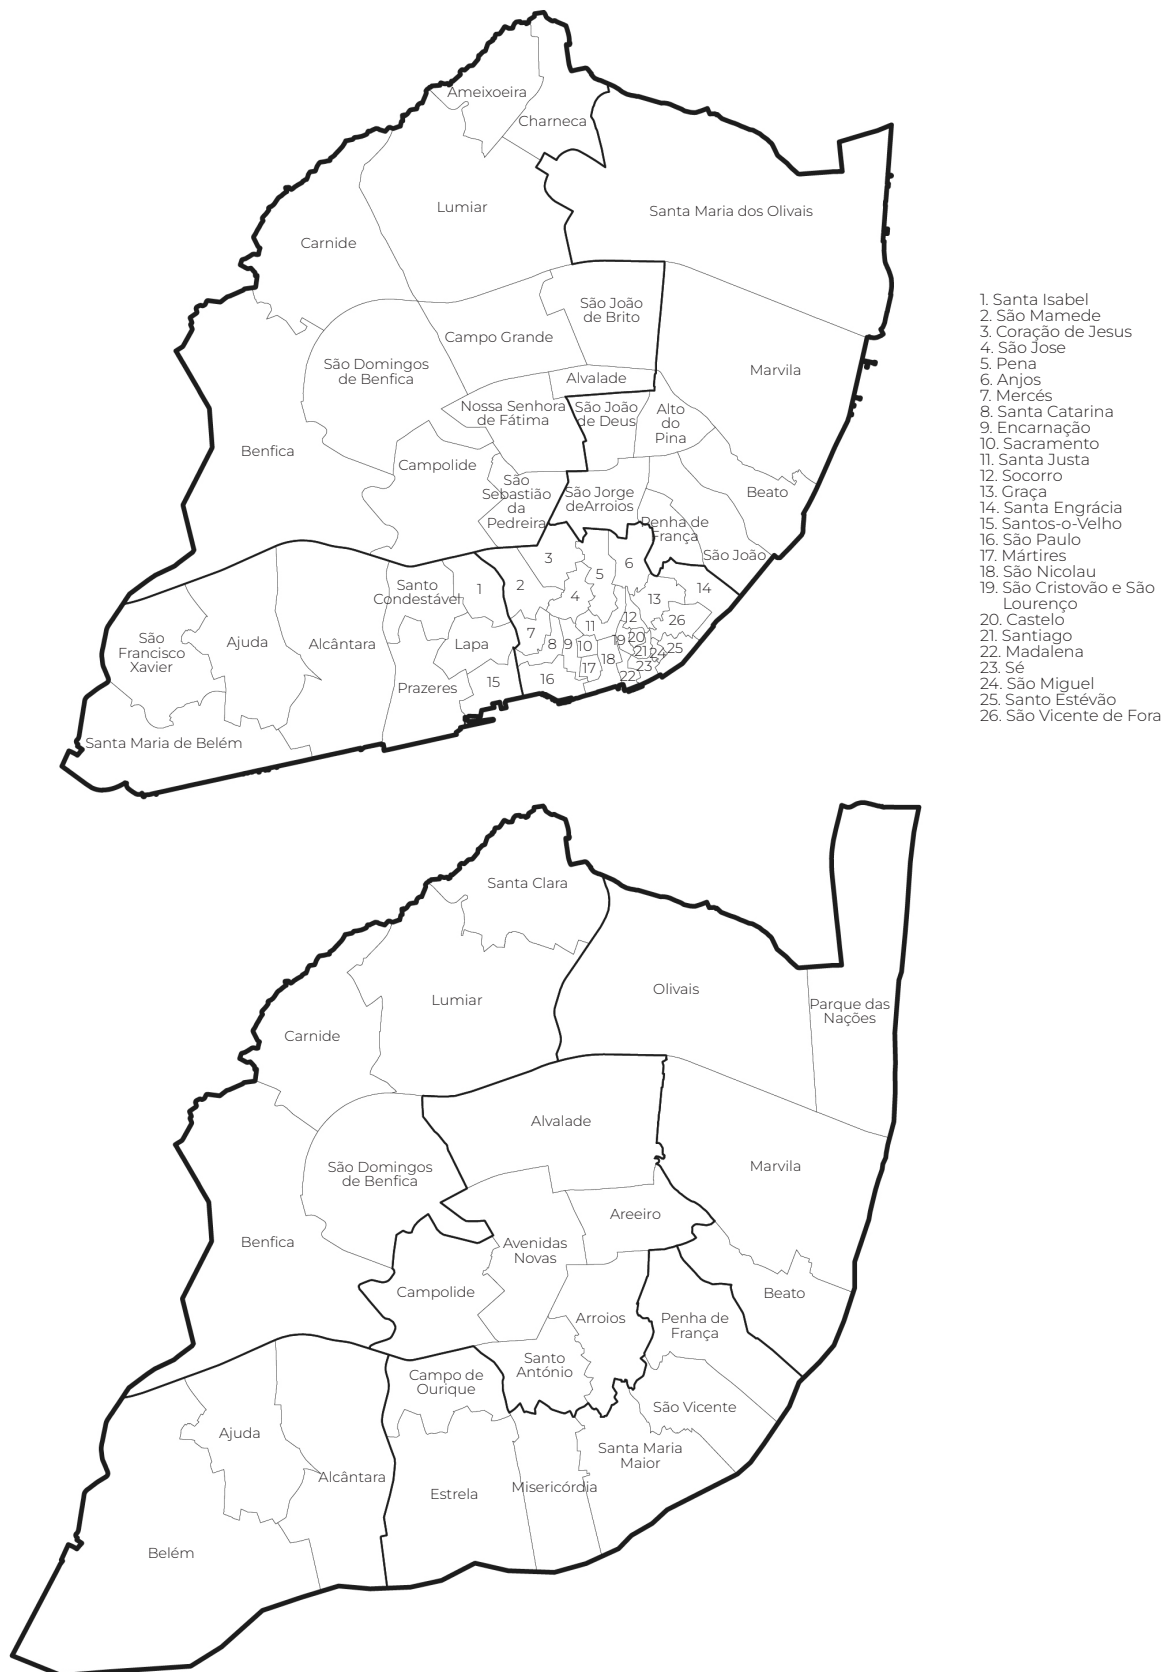 Ameixoeira
Charneca
Lumiar
Santa Maria dos Olivais
Carnide
São João
de Brito
Campo Grande
São Domingos
de Benfica
Marvila
Alvalade
Nossa Senhora
de Fátima
São João
de Deus
Alto
do
Pina
Benfica
Campolide
São
Sebastião
da
Pedreira
São Jorge
deArroios
Beato
Penha de
França
São João
3
6
5
2
1
4
14
13
Santo
Condestável
12
26
11
7
São
Francisco
Xavier
Ajuda
Alcântara
Lapa
8
9
10
19
20
21
24
25
18
17
23
22
Prazeres
15
16
Santa Maria de Belém
1. Santa Isabel
2. São Mamede
3. Coração de Jesus
4. São Jose
5. Pena
6. Anjos
7. Mercés
8. Santa Catarina
9. Encarnação
10. Sacramento
11. Santa Justa
12. Socorro
13. Graça
14. Santa Engrácia
15. Santos-o-Velho
16. São Paulo
17. Mártires
18. São Nicolau
19. São Cristovão e São
Lourenço
20. Castelo
21. Santiago
22. Madalena
23. Sé
24. São Miguel
25. Santo Estévão
26. São Vicente de Fora
Santa Clara
Lumiar
Olivais
Parque das
Nações
Carnide
Alvalade
São Domingos
de Benfica
Marvila
Areeiro
Benfica
Avenidas
Novas
Campolide
Beato
Arroios
Penha de
França
Santo
António
Campo de
Ourique
São Vicente
Ajuda
Santa Maria
Maior
Alcântara
Estrela
Misericórdia
Belém